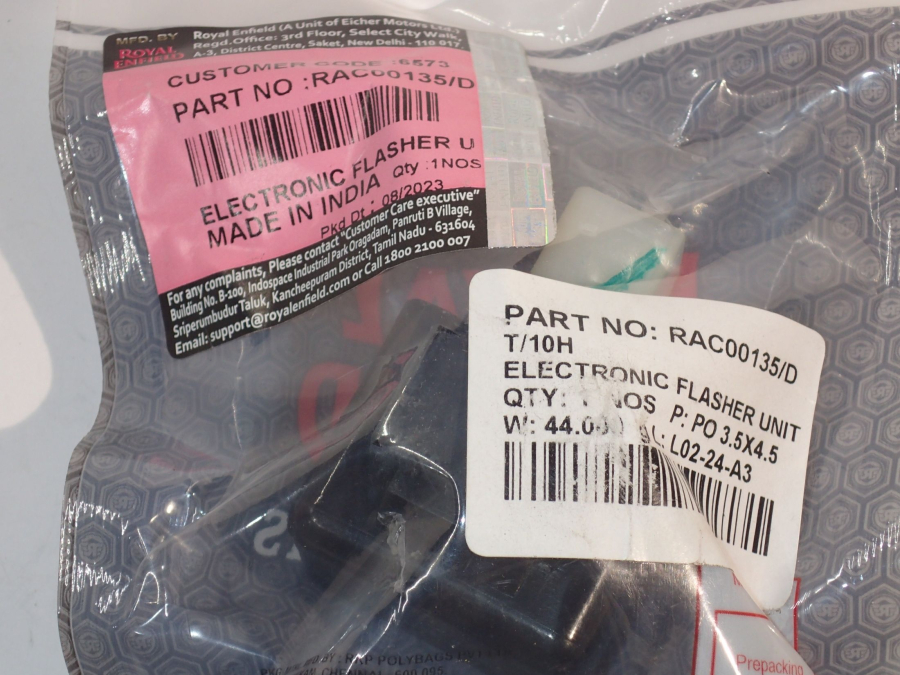 MFD. BY
ROYAL
ENFIELD
Royal Enfield (A Unit of Eicher Motors
Regd.Office: 3rd Floor, Select City Walk,
A-3, District Centre, Saket, New Delhi - 110 017
CUSTOMER CODE :6573
PART NO :RAC00135/D
ELECTRONIC FLASHER U
Qty :1NOS
MADE IN INDIA
Pkd Dt : 08/2023
For any complaints, Please contact "Customer Care executive"
Building No. B-100, Indospace Industrial Park Oragadam, Panruti B Village,
Sriperumbudur Taluk, Kancheepuram District, Tamil Nadu - 631604
Email: support@royalenfield.com or Call 1800 2100 007
PART NO: RAC00135/D
T/10H
ELECTRONIC FLASHER UNIT
QTY: 1 NOS P: PO 3.5X4.5
W: L: L02-24-A3
RKP POLYBAGS
CHENNAI
Prepacking